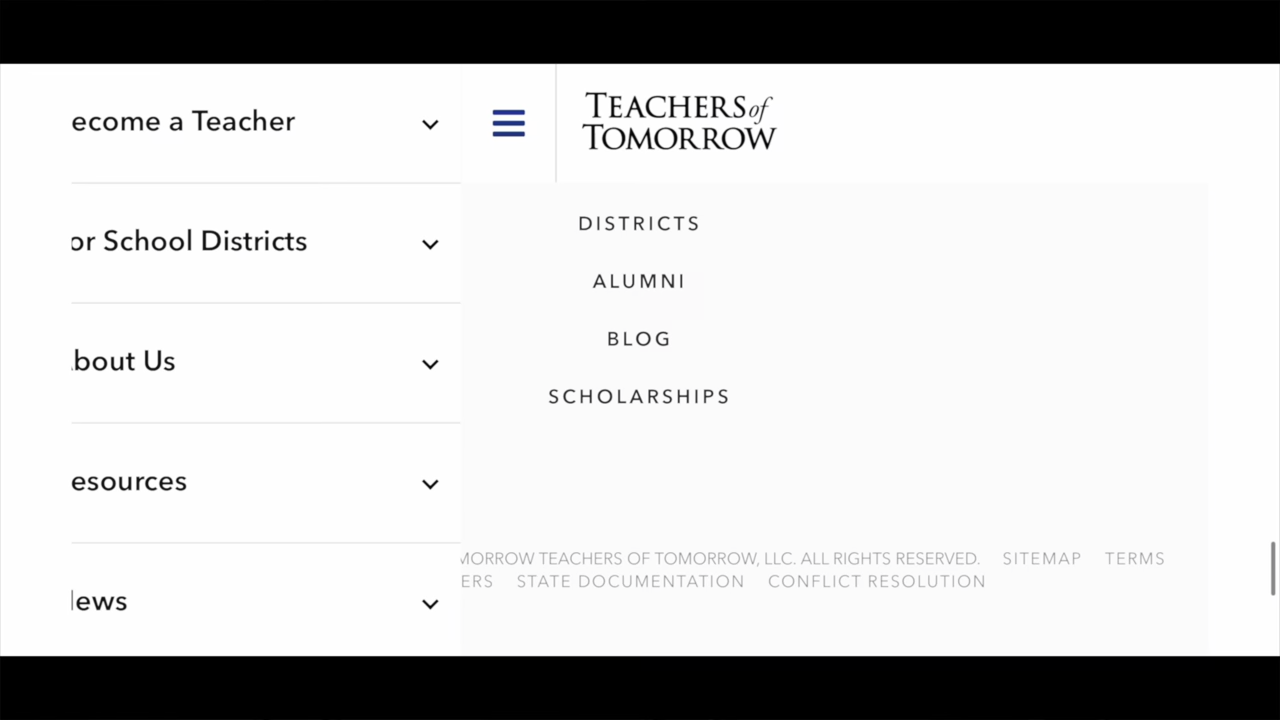 ecome a Teacher
or School Districts
bout Us
esources
ews
TEACHERS of
TOMORROW
DISTRICTS
ALUMNI
BLOG
SCHOLARSHIPS
MORROW TEACHERS OF TOMORROW, LLC. ALL RIGHTS RESERVED. SITEMAP TERMS
ERS STATE DOCUMENTATION CONFLICT RESOLUTION